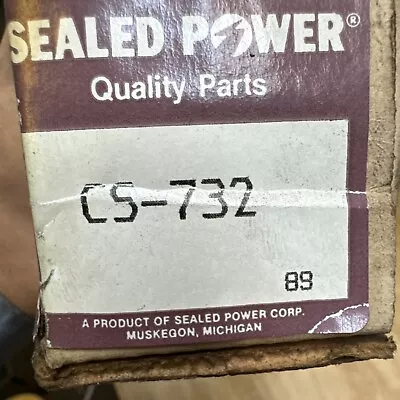 SEALED POWER®
Quality Parts
CS-732
89
A PRODUCT OF SEALED POWER CORP.
MUSKEGON, MICHIGAN